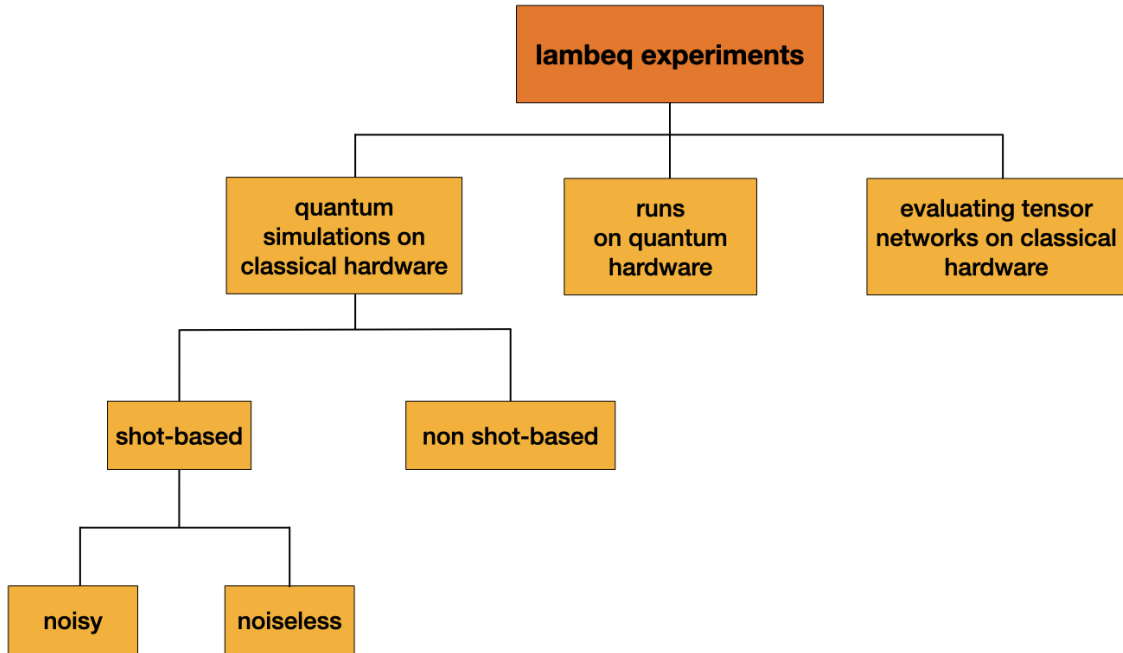 lambeq experiments
quantum
simulations on
classical hardware
runs
on quantum
hardware
evaluating tensor
networks on classical
hardware
shot-based
non shot-based
noisy
noiseless